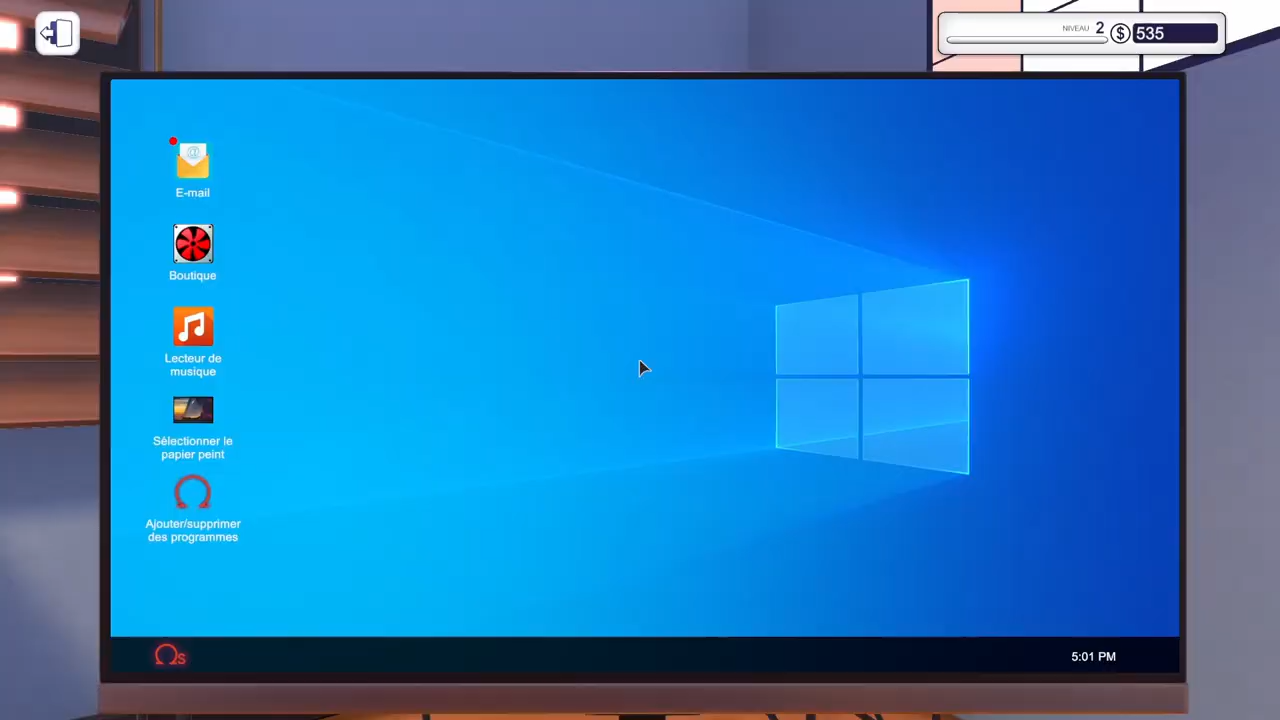 NIVEAU 2 $ 535
E-mail
Boutique
Lecteur de
musique
Sélectionner le
papier peint
Ajouter/supprimer
des programmes
Ωs
5:01 PM